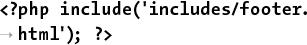 <?php include('includes/footer.
→html'); ?>